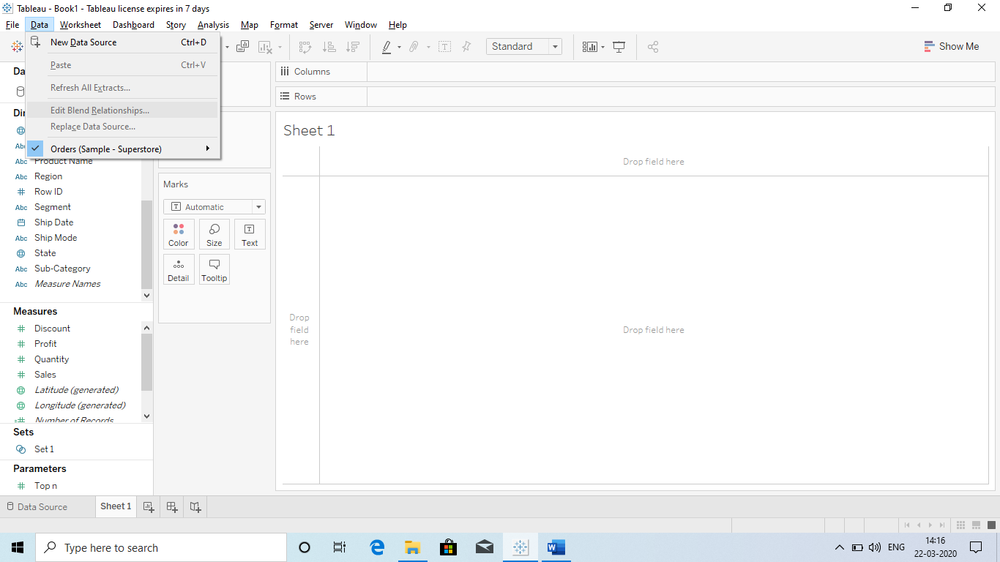 Tableau - Book1 - Tableau license expires in 7 days
File Data Worksheet Dashboard Story Analysis Map Format Server Window Help
New Data Source Ctrl+D
Paste Ctrl+V
Refresh All Extracts...
Edit Blend Relationships...
Replace Data Source...
Orders (Sample - Superstore)
Standard
Show Me
Da
Columns
Rows
Sheet 1
Abc
Abc Product Name
Abc Region
# Row ID
Abc Segment
Ship Date
Abc Ship Mode
State
Abc Sub-Category
Abc Measure Names
Measures
# Discount
# Profit
# Quantity
# Sales
Latitude (generated)
Longitude (generated)
Number of Records
Sets
Set 1
Parameters
# Top n
Marks
T Automatic
Color Size Text
Detail Tooltip
Drop field here
Drop
field
here
Drop field here
Data Source Sheet 1
Type here to search
ENG
14:16
22-03-2020